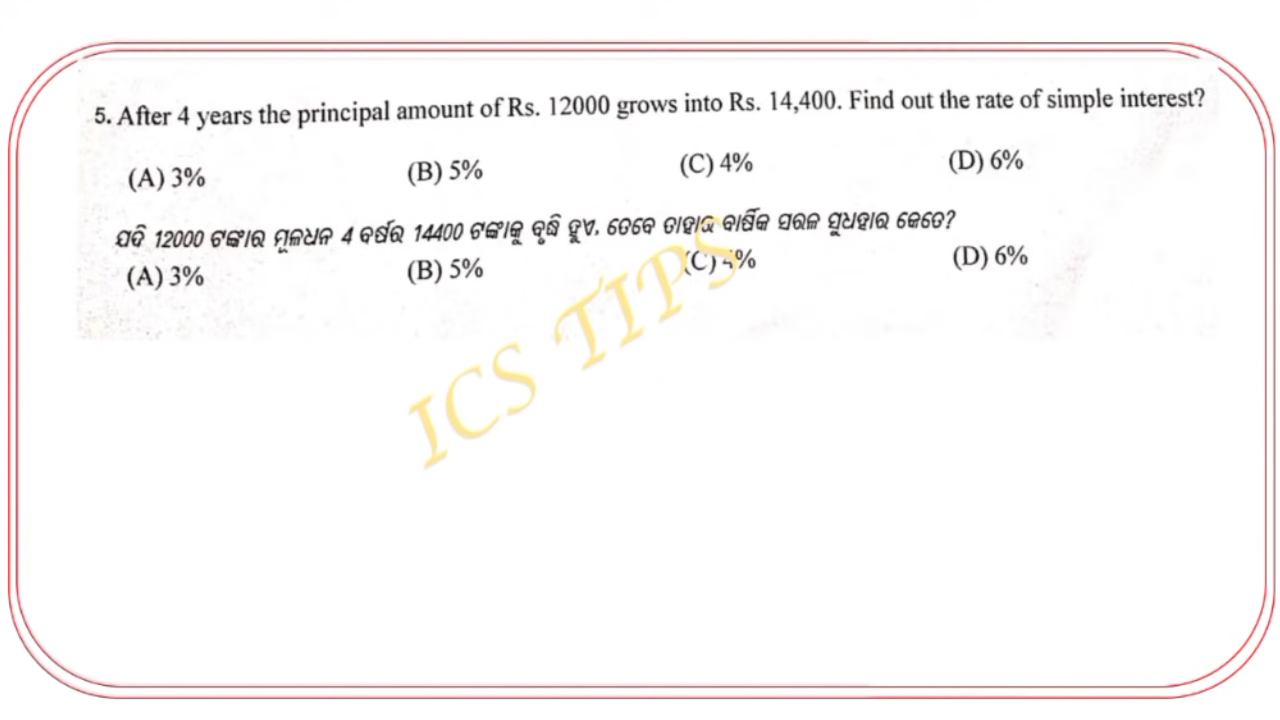 5. After 4 years the principal amount of Rs. 12000 grows into Rs. 14,400. Find out the rate of simple interest?
(A) 3% (B) 5% (C) 4% (D) 6%
ଯଦି 12000 ଟଙ୍କାର ମୂଳଧନ 4 ବର୍ଷର 14400 ଟଙ୍କାକୁ ବୃଦ୍ଧି ହୁଏ, ତେବେ ତାହାର ବାର୍ଷିକ ସରଳ ସୁଧହାର କେତେ?
(A) 3% (B) 5% (C) 4% (D) 6%
ICS TIPS